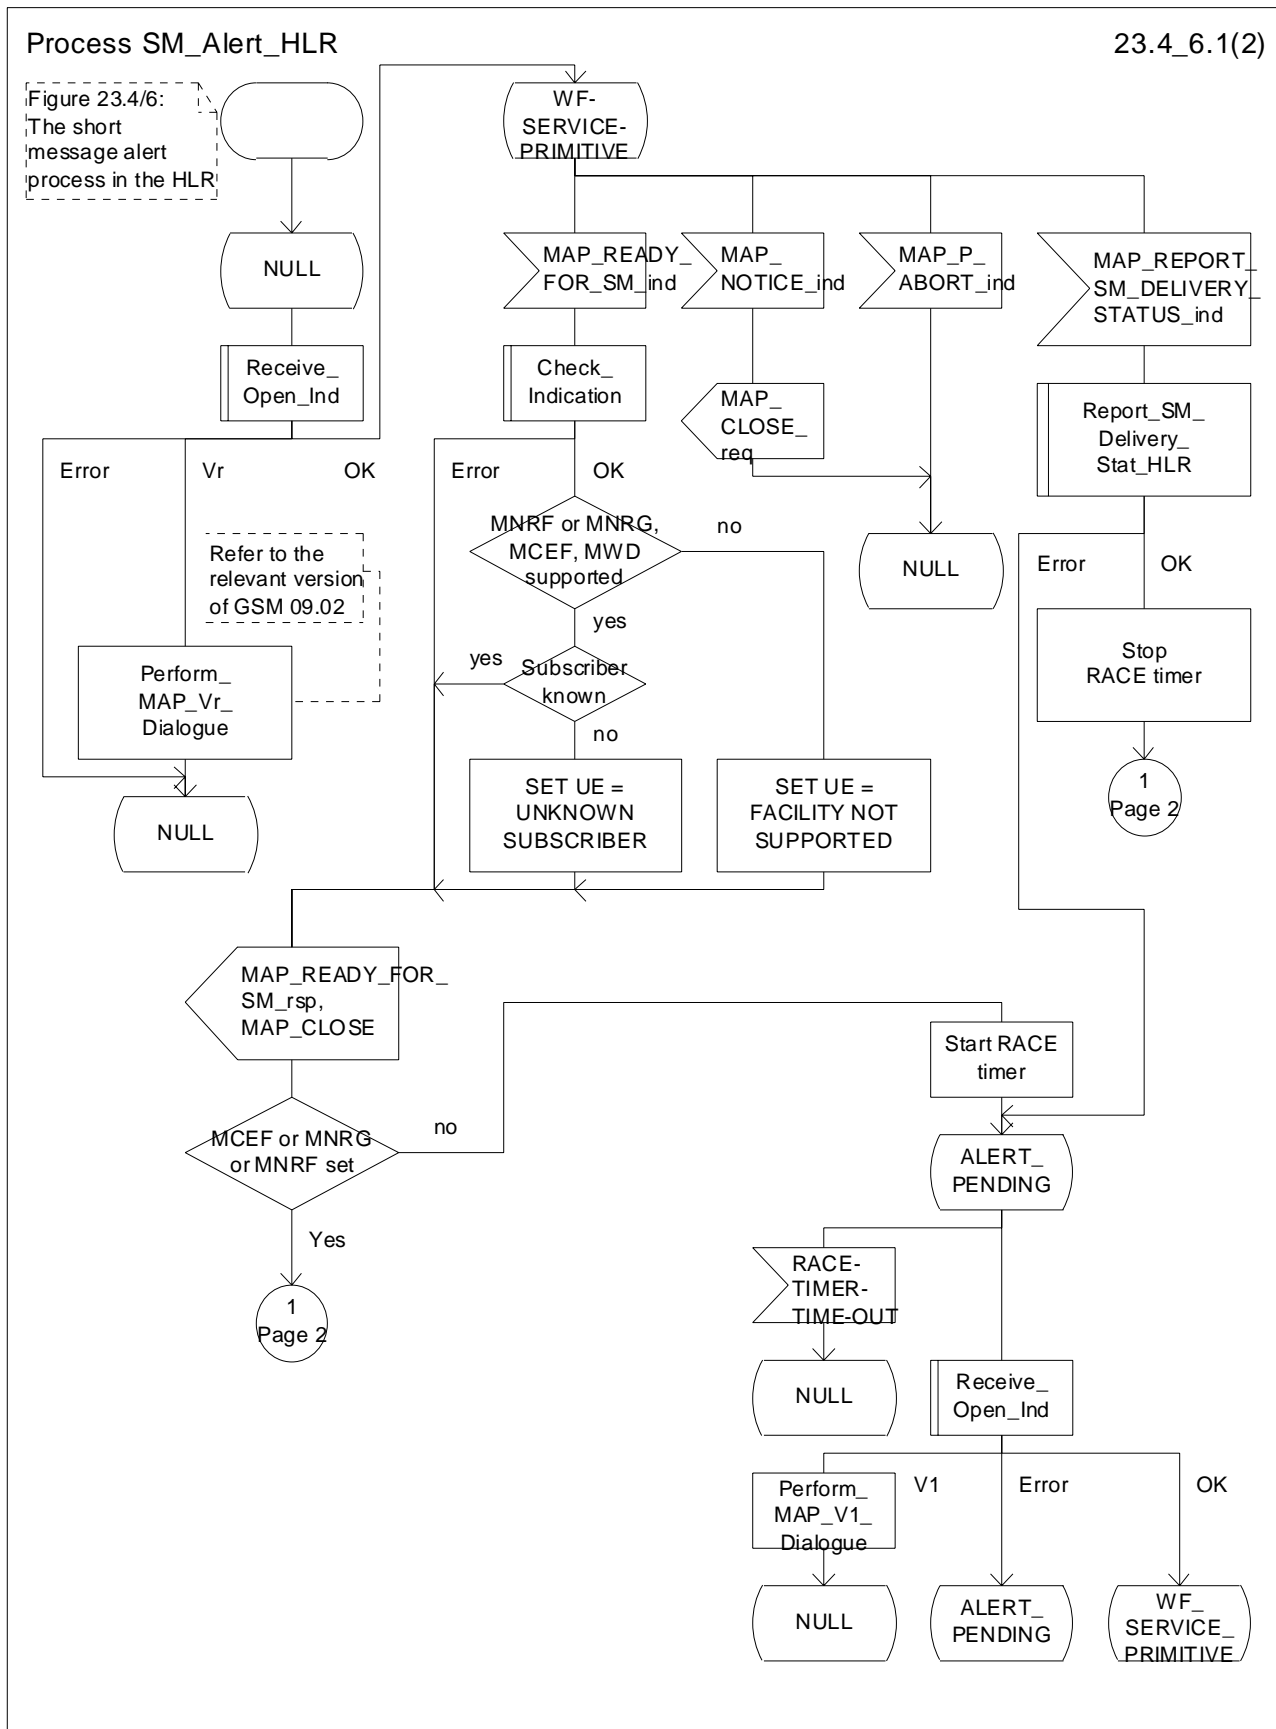 Process SM_Alert_HLR
23.4_6.1(2)
Figure 23.4/6:
The short
message alert
process in the HLR
WF-
SERVICE-
PRIMITIVE
NULL
MAP_READY_
FOR_SM_ind
MAP_
NOTICE_ind
MAP_P_
ABORT_ind
MAP_REPORT_
SM_DELIVERY_
STATUS_ind
Receive_
Open_Ind
Check_
Indication
MAP_
CLOSE_
req
Report_SM_
Delivery_
Stat_HLR
Error
Vr
OK
Error
OK
MNRF or MNRG,
MCEF, MWD
supported
no
NULL
Error
OK
Refer to the
relevant version
of GSM 09.02
yes
Perform_
MAP_Vr_
Dialogue
yes
Subscriber
known
Stop
RACE timer
no
NULL
SET UE =
UNKNOWN
SUBSCRIBER
SET UE =
FACILITY NOT
SUPPORTED
1
Page 2
MAP_READY_FOR_
SM_rsp,
MAP_CLOSE
Start RACE
timer
MCEF or MNRG
or MNRF set
no
ALERT_
PENDING
Yes
RACE-
TIMER-
TIME-OUT
1
Page 2
NULL
Receive_
Open_Ind
Perform_
MAP_V1_
Dialogue
V1
Error
OK
NULL
ALERT_
PENDING
WF_
SERVICE_
PRIMITIVE